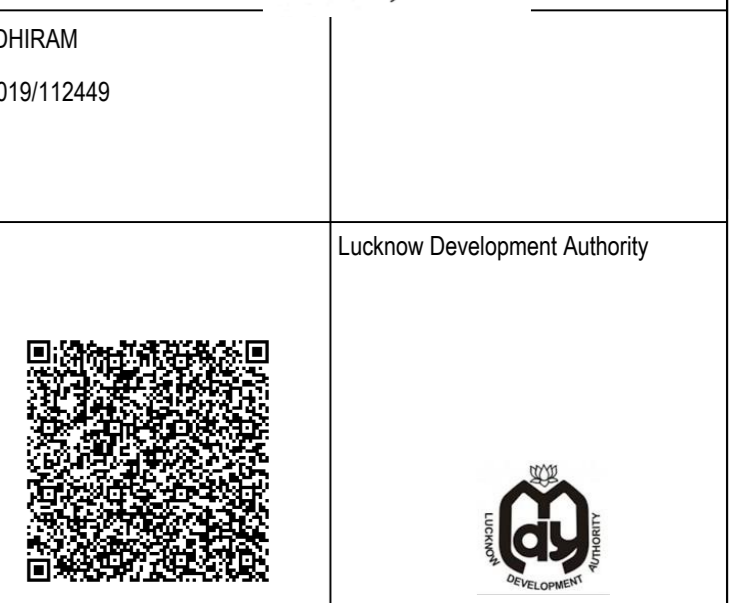 DHIRAM
019/112449
Lucknow Development Authority
LUCKNOW DEVELOPMENT AUTHORITY